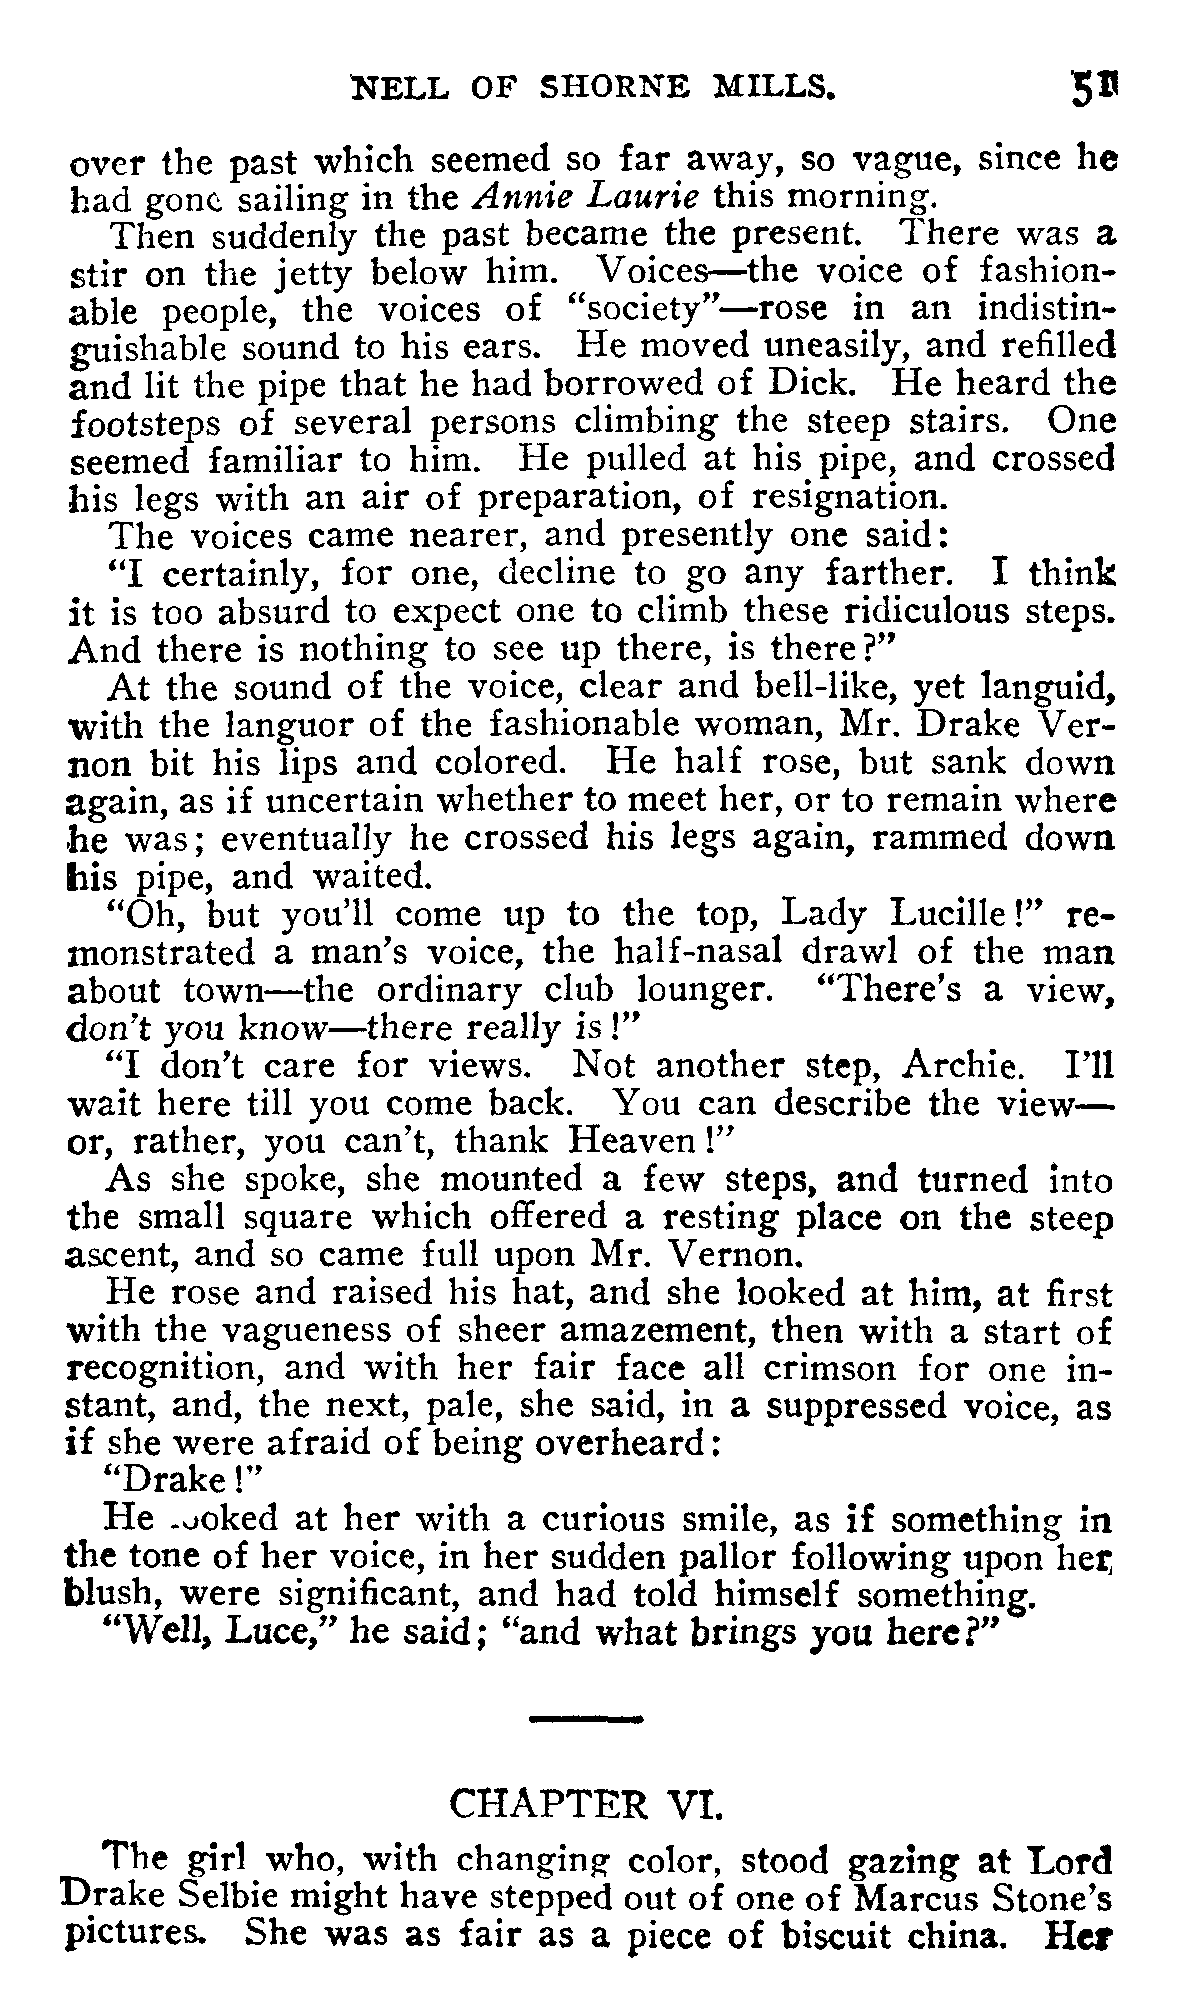 NELL OF SHORNE MILLS. 51
over the past which seemed so far away, so vague, since he
had gone sailing in the Annie Laurie this morning.
Then suddenly the past became the present. There was a
stir on the jetty below him. Voices—the voice of fashion-
able people, the voices of "society"—rose in an indistin-
guishable sound to his ears. He moved uneasily, and refilled
and lit the pipe that he had borrowed of Dick. He heard the
footsteps of several persons climbing the steep stairs. One
seemed familiar to him. He pulled at his pipe, and crossed
his legs with an air of preparation, of resignation.
The voices came nearer, and presently one said:
"I certainly, for one, decline to go any farther. I think
it is too absurd to expect one to climb these ridiculous steps.
And there is nothing to see up there, is there?"
At the sound of the voice, clear and bell-like, yet languid,
with the languor of the fashionable woman, Mr. Drake Ver-
non bit his lips and colored. He half rose, but sank down
again, as if uncertain whether to meet her, or to remain where
he was; eventually he crossed his legs again, rammed down
his pipe, and waited.
"Oh, but you'll come up to the top, Lady Lucille!" re-
monstrated a man's voice, the half-nasal drawl of the man
about town—the ordinary club lounger. "There's a view,
don't you know—there really is!"
"I don't care for views. Not another step, Archie. I'll
wait here till you come back. You can describe the view—
or, rather, you can't, thank Heaven!"
As she spoke, she mounted a few steps, and turned into
the small square which offered a resting place on the steep
ascent, and so came full upon Mr. Vernon.
He rose and raised his hat, and she looked at him, at first
with the vagueness of sheer amazement, then with a start of
recognition, and with her fair face all crimson for one in-
stant, and, the next, pale, she said, in a suppressed voice, as
if she were afraid of being overheard:
"Drake!"
He looked at her with a curious smile, as if something in
the tone of her voice, in her sudden pallor following upon her
blush, were significant, and had told himself something.
"Well, Luce," he said; "and what brings you here?"
CHAPTER VI.
The girl who, with changing color, stood gazing at Lord
Drake Selbie might have stepped out of one of Marcus Stone's
pictures. She was as fair as a piece of biscuit china. Her